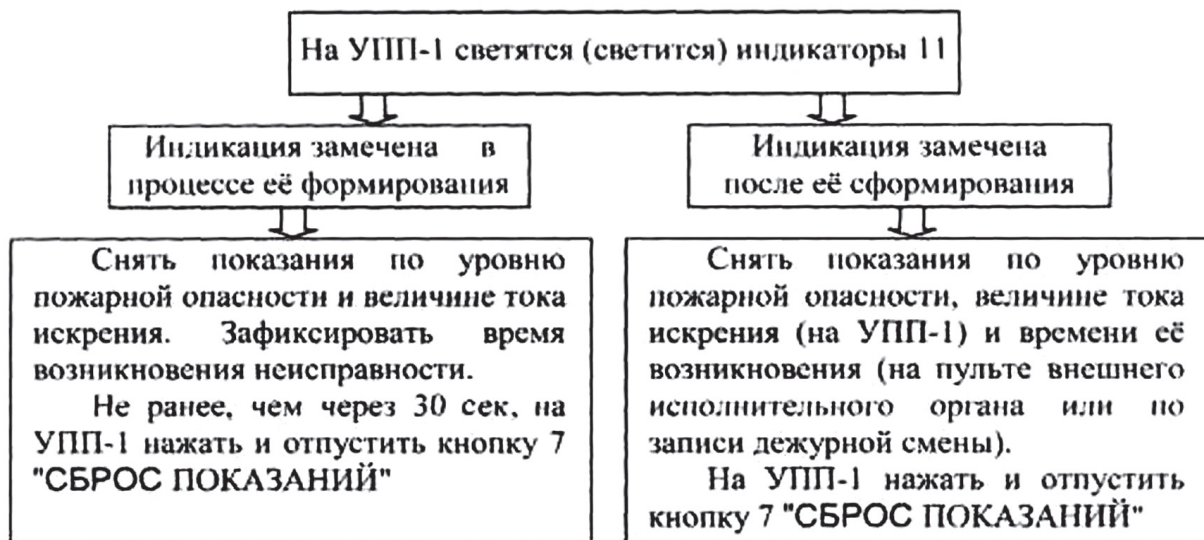 На УПП-1 светятся (светится) индикаторы 11
Индикация замечена в
процессе её формирования
Индикация замечена
после её сформирования
Снять показания по уровню
пожарной опасности и величине тока
искрения. Зафиксировать время
возникновения неисправности.
Не ранее, чем через 30 сек, на
УПП-1 нажать и отпустить кнопку 7
"СБРОС ПОКАЗАНИЙ"
Снять показания по уровню
пожарной опасности, величине тока
искрения (на УПП-1) и времени её
возникновения (на пульте внешнего
исполнительного органа или по
записи дежурной смены).
На УПП-1 нажать и отпустить
кнопку 7 "СБРОС ПОКАЗАНИЙ"